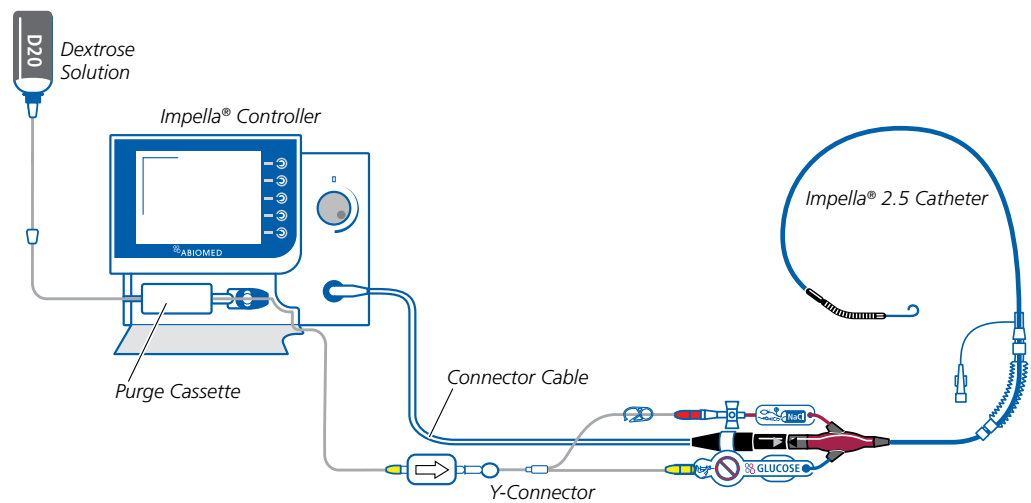 D20
Dextrose
Solution
Impella® Controller
ABIOMED
Impella® 2.5 Catheter
Purge Cassette
Connector Cable
NaCl
GLUCOSE
Y-Connector